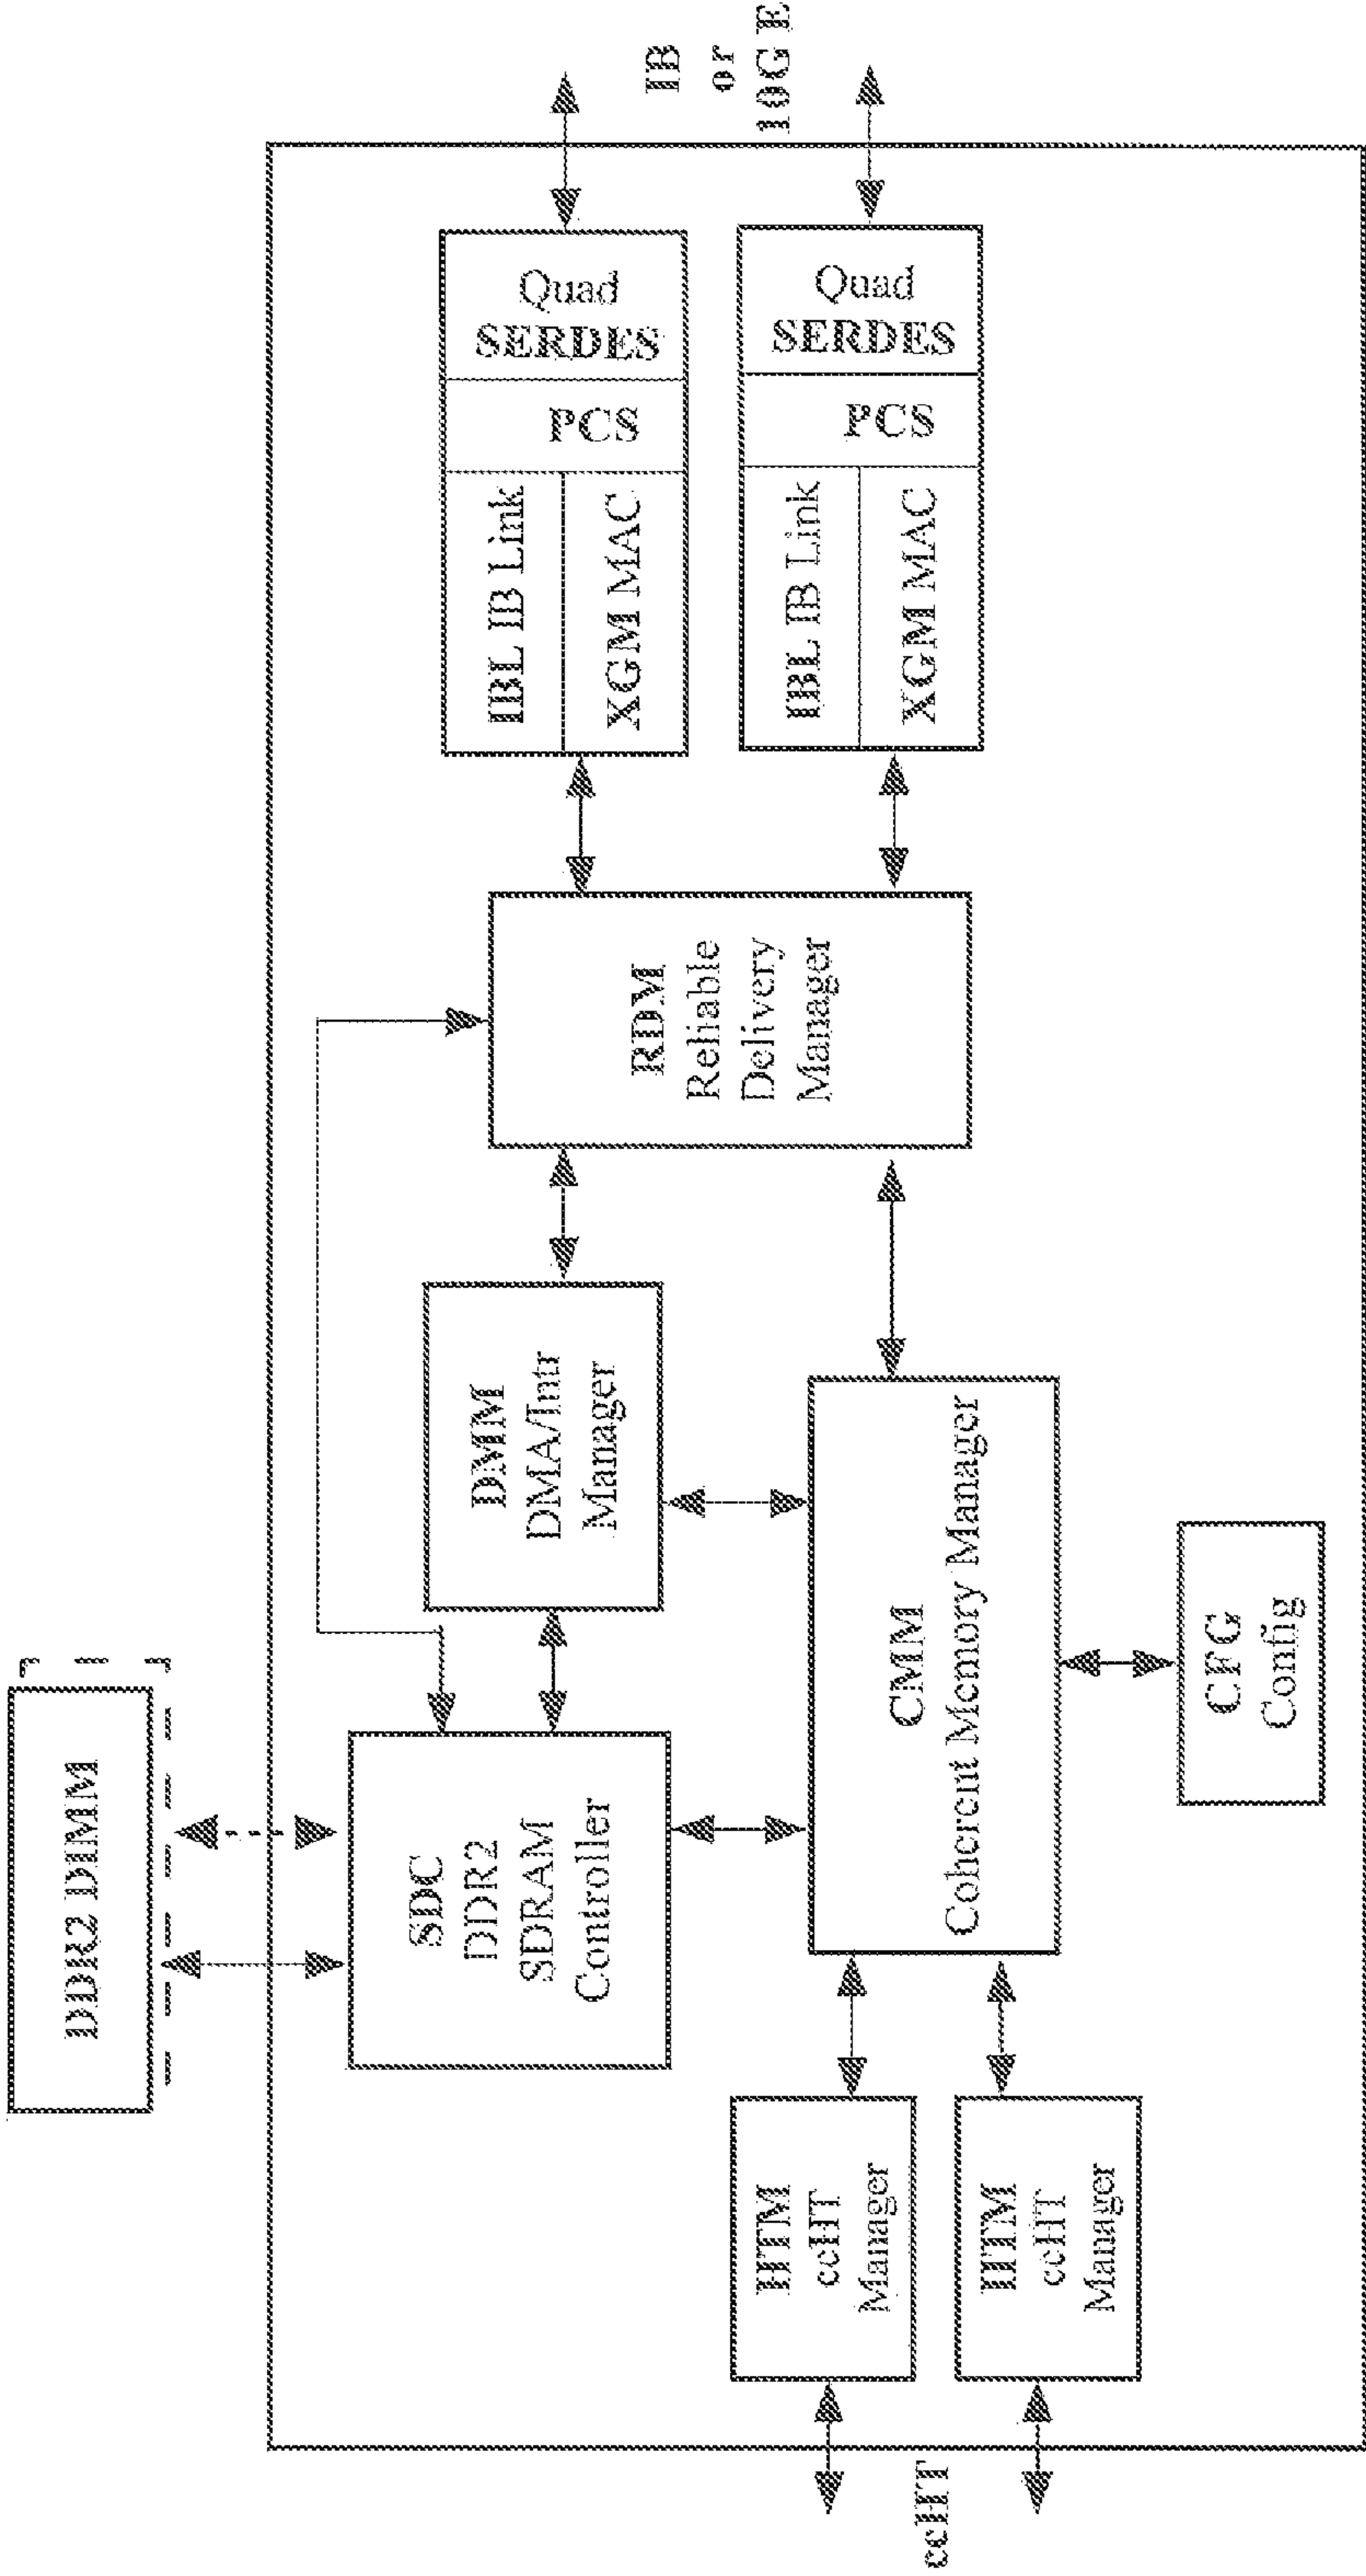 DDR2 DIMM
SDC
DDR2
SDRAM
Controller
DMM
DMA/Intr
Manager
RDM
Reliable
Delivery
Manager
IBL IB Link
XGM MAC
PCS
Quad
SERDES
IBL IB Link
XGM MAC
PCS
Quad
SERDES
IB
or
10G E
HTM
ccHT
Manager
HTM
ccHT
Manager
ccHT
CMM
Coherent Memory Manager
CFG
Config